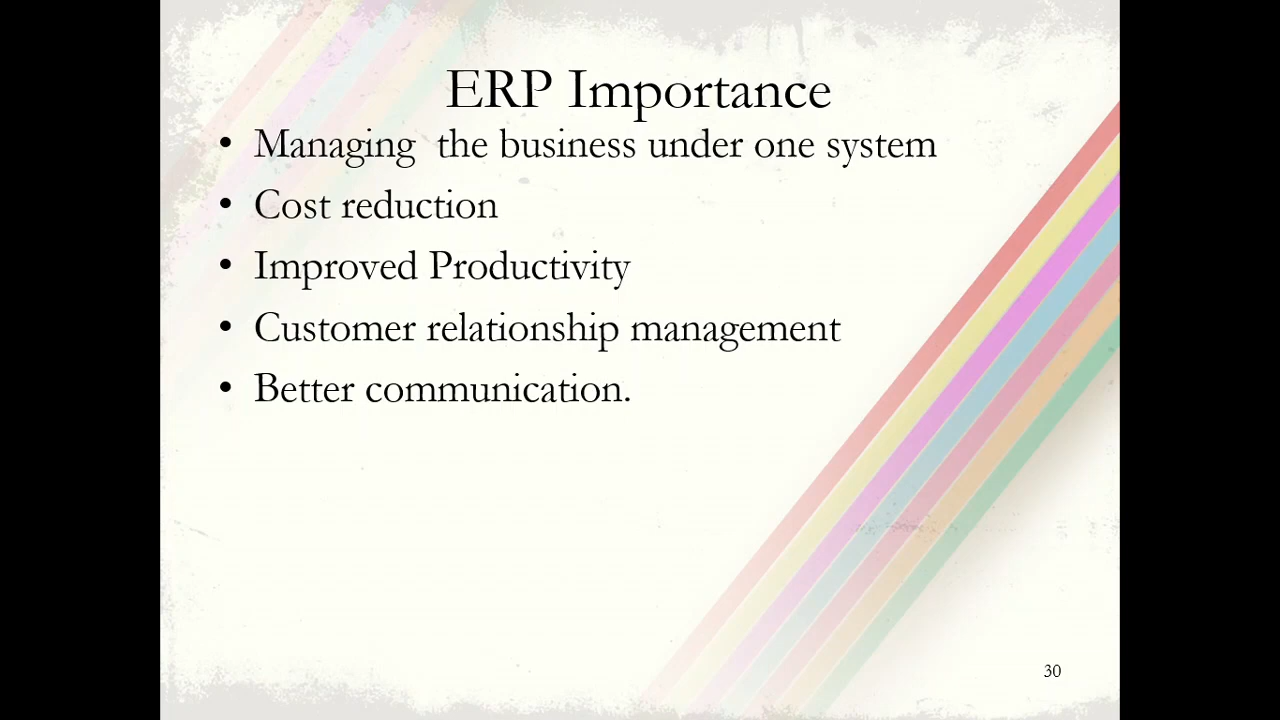 ERP Importance
• Managing  the business under one system
• Cost reduction
• Improved Productivity
• Customer relationship management
• Better communication.
30